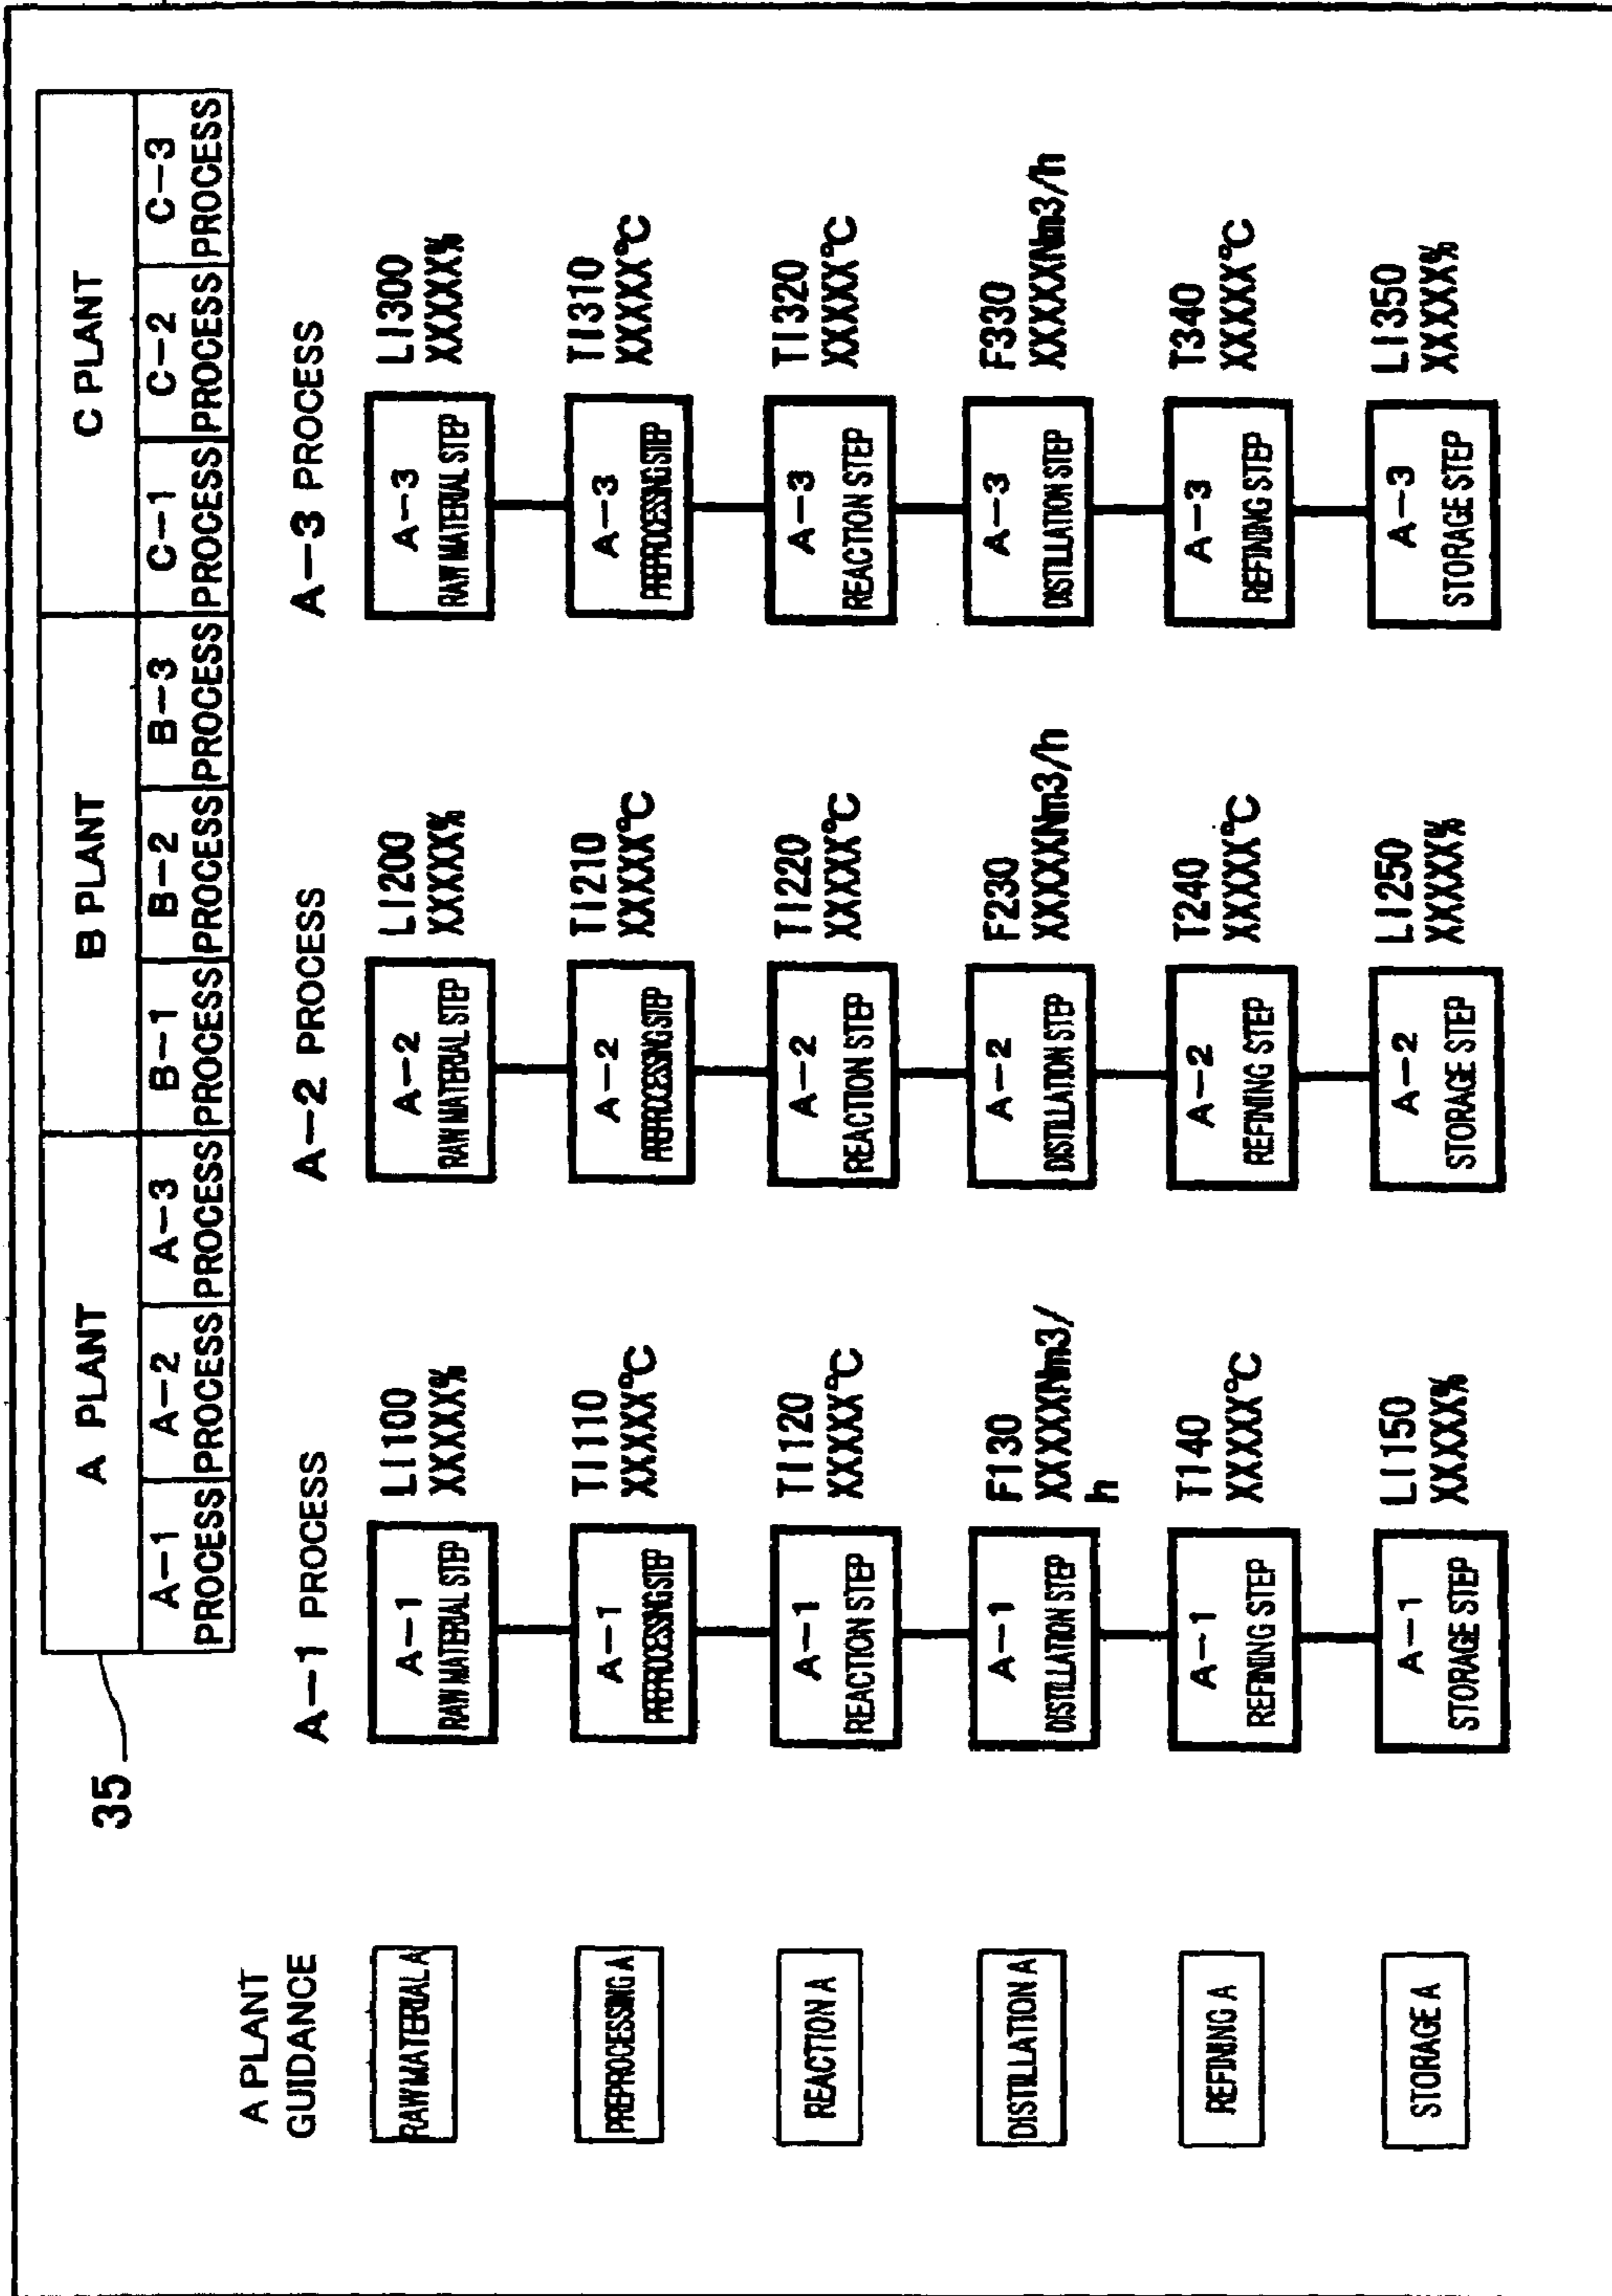 35
A PLANT
B PLANT
C PLANT
A-1 PROCESS
A-2 PROCESS
A-3 PROCESS
B-1 PROCESS
B-2 PROCESS
B-3 PROCESS
C-1 PROCESS
C-2 PROCESS
C-3 PROCESS
A PLANT
GUIDANCE
RAW MATERIAL A
PREPROCESSING A
REACTION A
DISTILLATION A
REFINING A
STORAGE A
A-1 PROCESS
A-1
RAW MATERIAL STEP
LI100
XXXXX%
A-1
PREPROCESSING STEP
TI110
XXXXX°C
A-1
REACTION STEP
TI120
XXXXX°C
A-1
DISTILLATION STEP
F130
XXXXXNm3/
h
A-1
REFINING STEP
T140
XXXXX°C
A-1
STORAGE STEP
LI150
XXXXX%
A-2 PROCESS
A-2
RAW MATERIAL STEP
LI200
XXXXX%
A-2
PREPROCESSING STEP
TI210
XXXXX°C
A-2
REACTION STEP
TI220
XXXXX°C
A-2
DISTILLATION STEP
F230
XXXXXNm3/h
A-2
REFINING STEP
T240
XXXXX°C
A-2
STORAGE STEP
LI250
XXXXX%
A-3 PROCESS
A-3
RAW MATERIAL STEP
LI300
XXXXX%
A-3
PREPROCESSING STEP
TI310
XXXXX°C
A-3
REACTION STEP
TI320
XXXXX°C
A-3
DISTILLATION STEP
F330
XXXXXNm3/h
A-3
REFINING STEP
T340
XXXXX°C
A-3
STORAGE STEP
LI350
XXXXX%